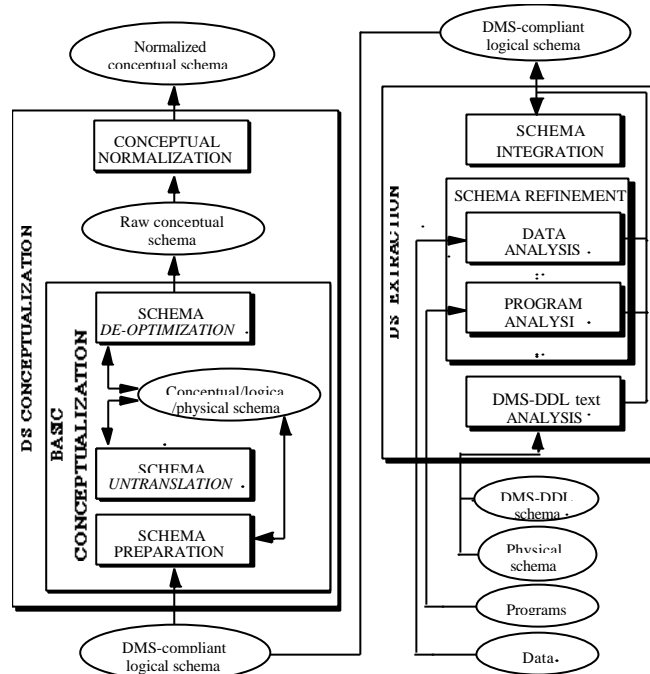 Normalized
conceptual schema
CONCEPTUAL
NORMALIZATION
Raw conceptual
schema
DS CONCEPTUALIZATION
BASIC
CONCEPTUALIZATION
SCHEMA
DE-OPTIMIZATION
Conceptual/logica
/physical schema
SCHEMA
UNTRANSLATION
SCHEMA
PREPARATION
DMS-compliant
logical schema
DMS-compliant
logical schema
DS EXTRACTION
SCHEMA
INTEGRATION
SCHEMA REFINEMENT
DATA
ANALYSIS
PROGRAM
ANALYSI
DMS-DDL text
ANALYSIS
DMS-DDL
schema
Physical
schema
Programs
Data